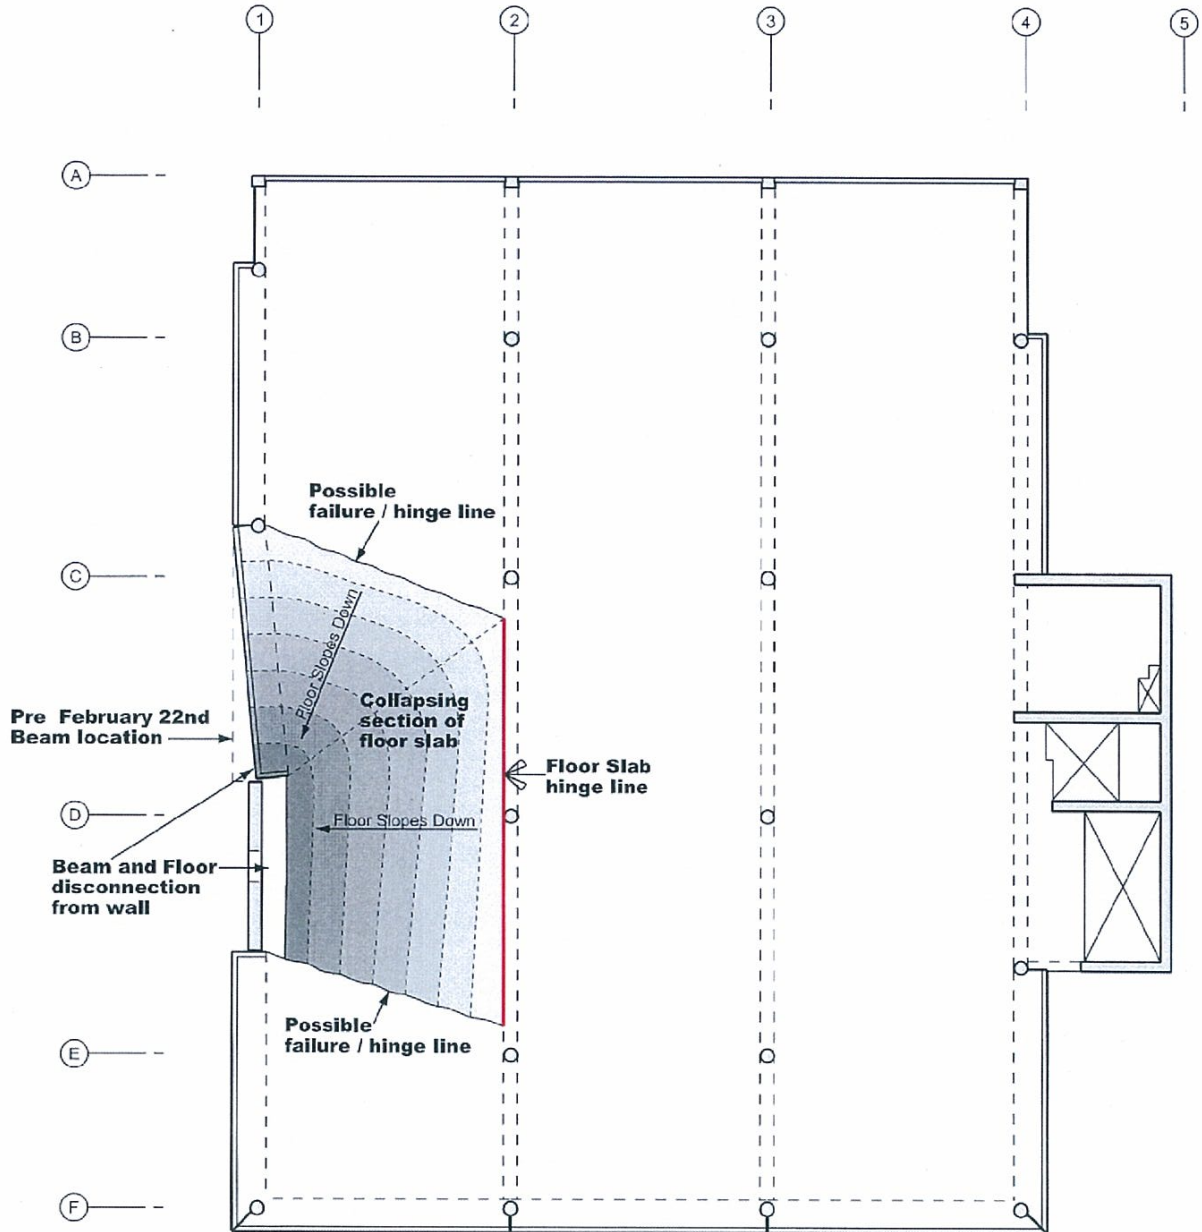 1
2
3
4
5
A
B
Possible
failure / hinge line
C
Floor Slopes Down
Collapsing
section of
floor slab
Pre February 22nd
Beam location
Floor Slab
hinge line
D
Floor Slopes Down
Beam and Floor
disconnection
from wall
Possible
failure / hinge line
E
F